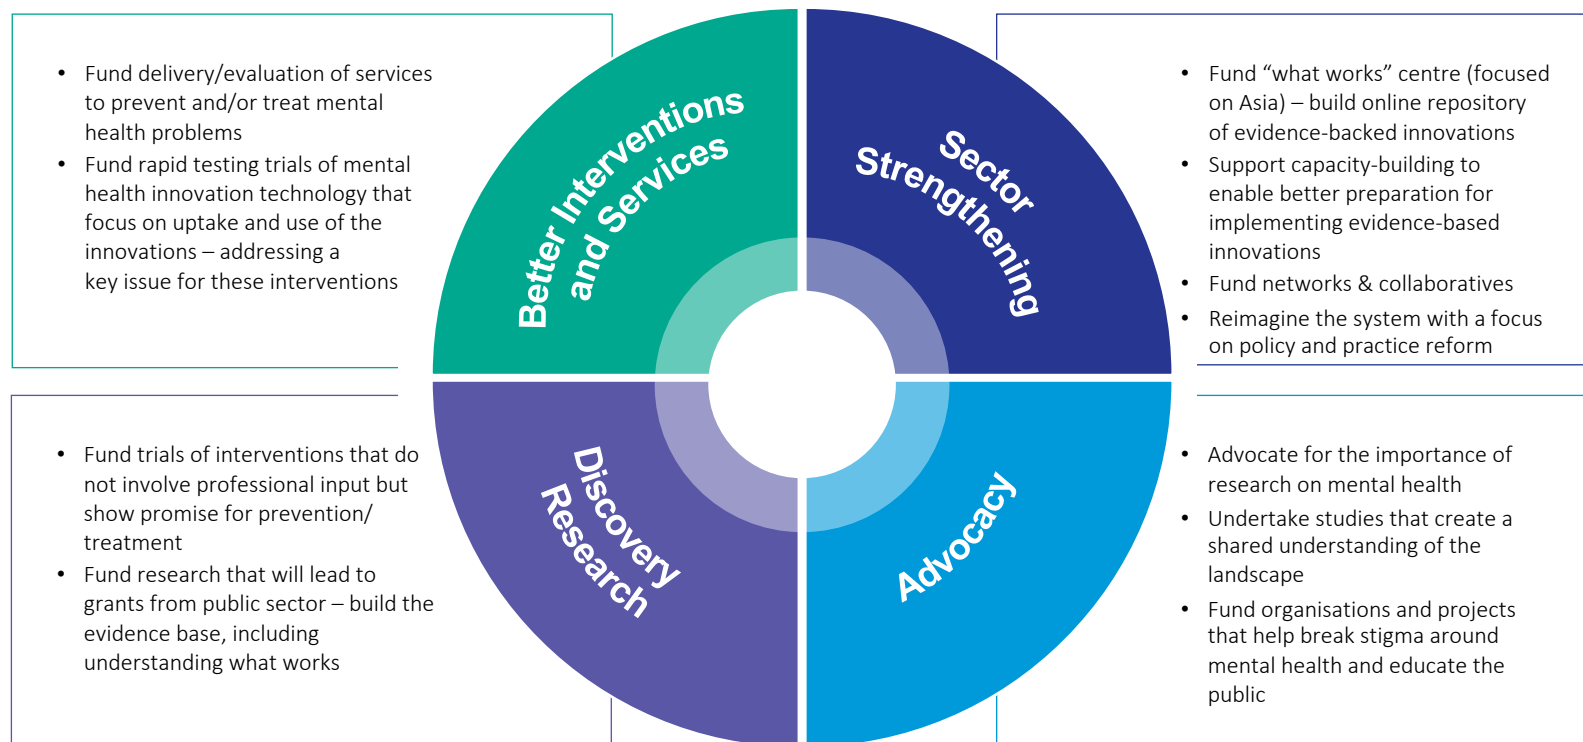 • Fund delivery/evaluation of services
to prevent and/or treat mental
health problems
• Fund rapid testing trials of mental
health innovation technology that
focus on uptake and use of the
innovations – addressing a
key issue for these interventions
Better Interventions
and Services
Sector
Strengthening
• Fund “what works” centre (focused
on Asia) – build online repository
of evidence-backed innovations
• Support capacity-building to
enable better preparation for
implementing evidence-based
innovations
• Fund networks & collaboratives
• Reimagine the system with a focus
on policy and practice reform
• Fund trials of interventions that do
not involve professional input but
show promise for prevention/
treatment
• Fund research that will lead to
grants from public sector – build the
evidence base, including
understanding what works
Discovery
Research
Advocacy
• Advocate for the importance of
research on mental health
• Undertake studies that create a
shared understanding of the
landscape
• Fund organisations and projects
that help break stigma around
mental health and educate the
public